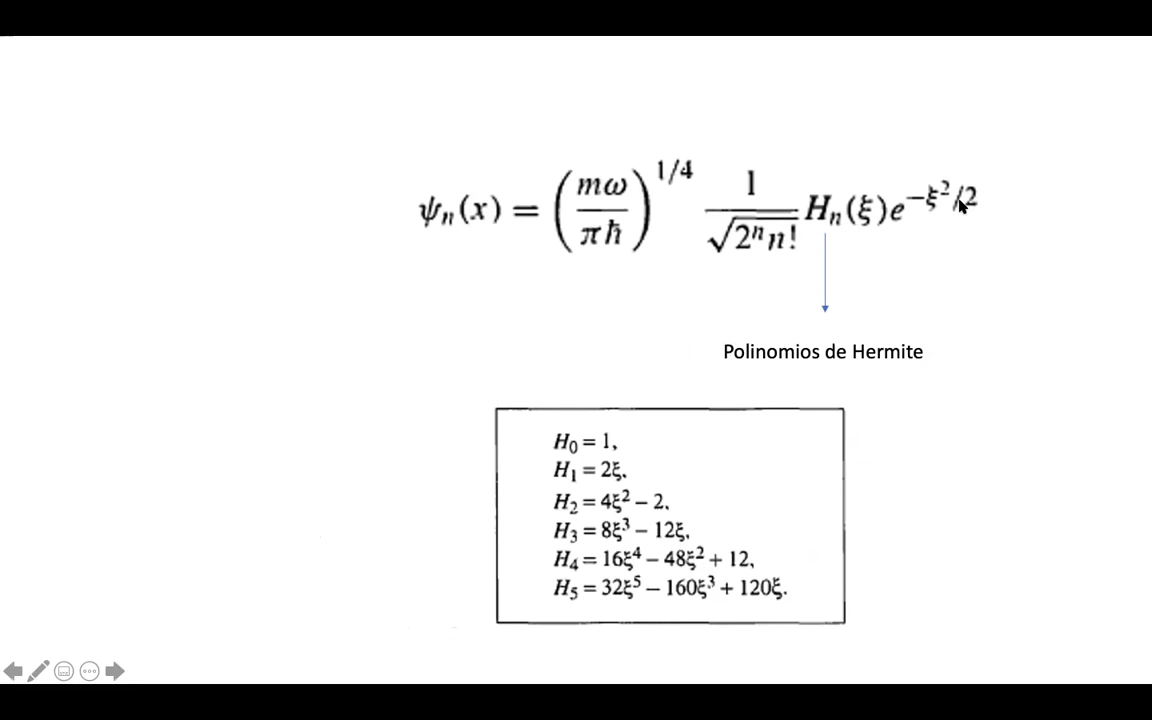 ψₙ(x) = (mω/πħ)^{1/4} 1/√(2ⁿn!) Hₙ(ξ)e^{−ξ²/2}
Polinomios de Hermite
H₀ = 1,
H₁ = 2ξ,
H₂ = 4ξ² − 2,
H₃ = 8ξ³ − 12ξ,
H₄ = 16ξ⁴ − 48ξ² + 12,
H₅ = 32ξ⁵ − 160ξ³ + 120ξ.